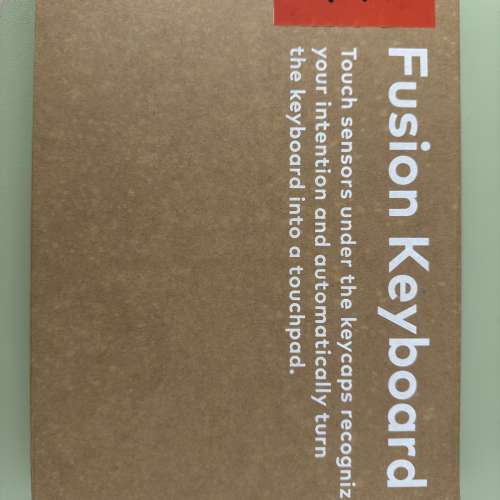 Fusion Keyboard
Touch sensors under the keycaps recogniz
your intention and automatically turn
the keyboard into a touchpad.